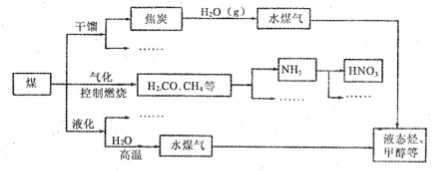 干馏
焦炭
H₂O（g）
水煤气
……
煤
气化
控制燃烧
H₂,CO,CH₄等
NH₃
HNO₃
……
……
液化
……
H₂O
高温
水煤气
液态烃、
甲醇等